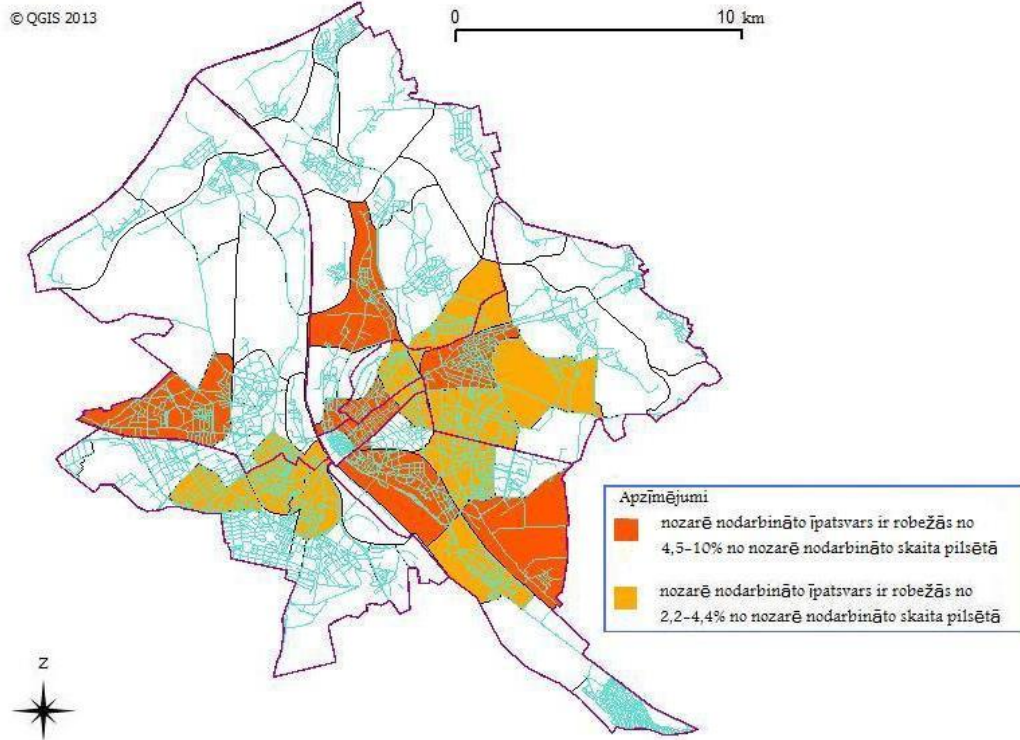 © QGIS 2013
0 10 km
Apzīmējumi
nozarē nodarbināto īpatsvars ir robežās no
4,5-10% no nozarē nodarbināto skaita pilsētā
nozarē nodarbināto īpatsvars ir robežās no
2,2-4,4% no nozarē nodarbināto skaita pilsētā
Z